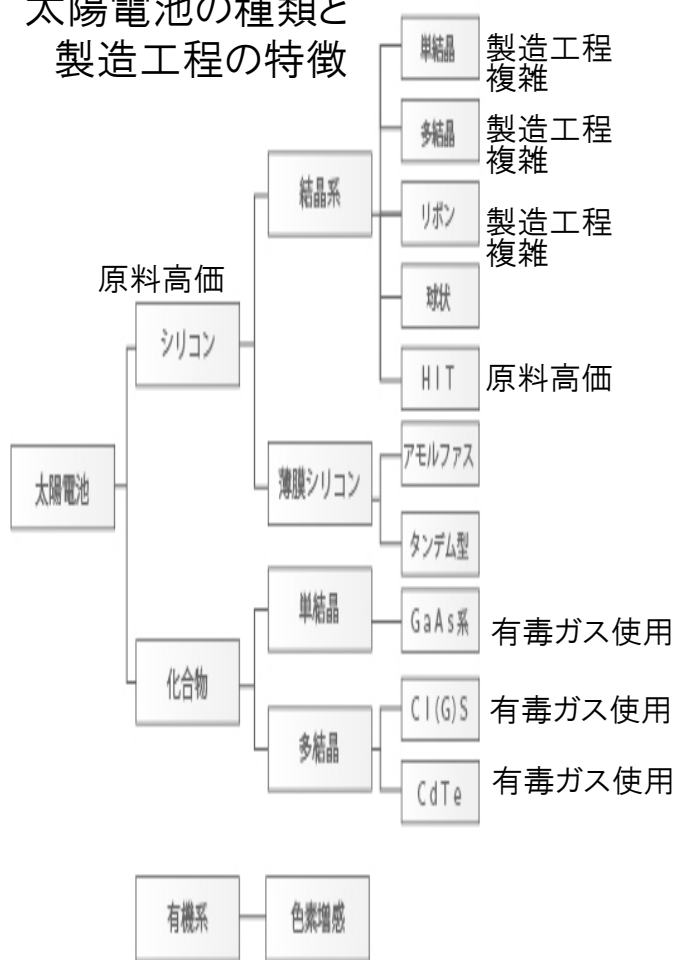 太陽電池の種類と
製造工程の特徴
単結晶
製造工程
複雑
多結晶
製造工程
複雑
結晶系
リボン
製造工程
複雑
原料高価
球状
シリコン
HIT
原料高価
アモルファス
太陽電池
薄膜シリコン
タンデム型
単結晶
GaAs系
有毒ガス使用
化合物
CI(G)S
有毒ガス使用
多結晶
CdTe
有毒ガス使用
有機系
色素増感